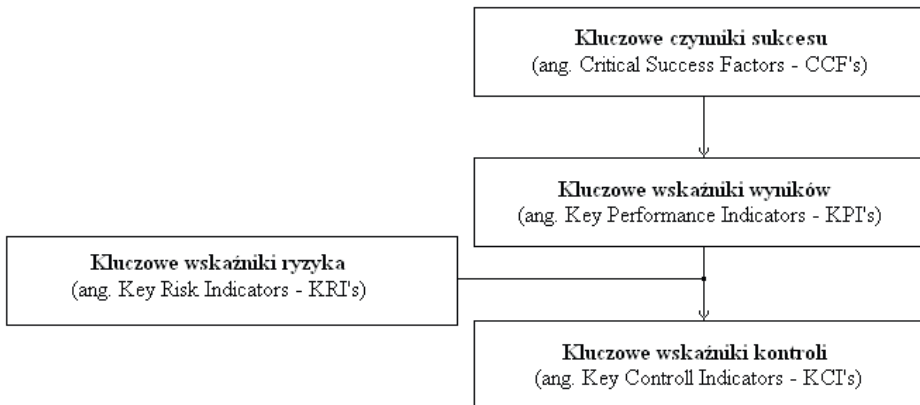 Kluczowe czynniki sukcesu
(ang. Critical Success Factors - CCF's)
Kluczowe wskaźniki wyników
(ang. Key Performance Indicators - KPI's)
Kluczowe wskaźniki ryzyka
(ang. Key Risk Indicators - KRI's)
Kluczowe wskaźniki kontroli
(ang. Key Controll Indicators - KCI's)